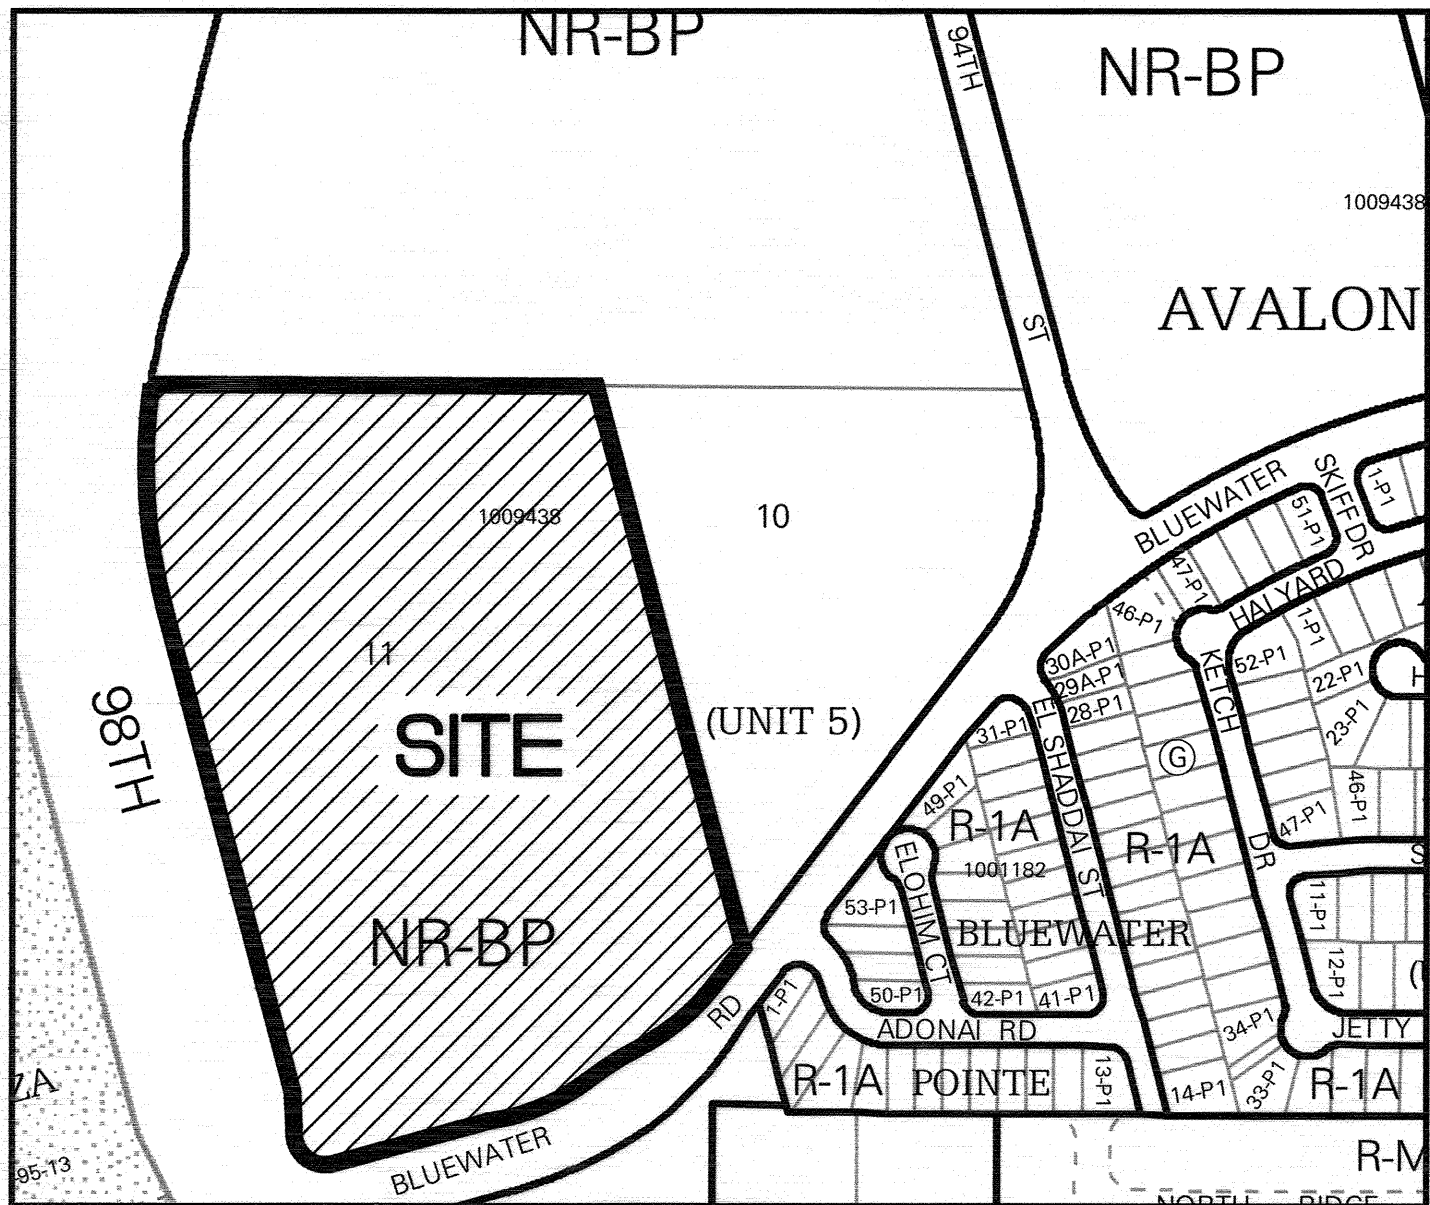 NR-BP
94TH
NR-BP
1009438
ST
AVALON
BLUEWATER
SKIFF DR
1-P1
51-P1
1009438
10
47-P1
HALYARD
46-P1
1-P1
30A-P1
52-P1
29A-P1
22-P1
H
11
KETCH
28-P1
98TH
SITE
(UNIT 5)
31-P1
EL SHADDAI ST
23-P1
G
49-P1
46-P1
R-1A
47-P1
R-1A
DR
S
ELOHIM CT
1001182
11-P1
53-P1
NR-BP
BLUEWATER
12-P1
50-P1
42-P1
41-P1
1-P1
RD
ADONAI RD
34-P1
JETTY
R-1A
POINTE
13-P1
14-P1
33-P1
R-1A
ZA
BLUEWATER
95-13
R-M
NORTH RIDGE